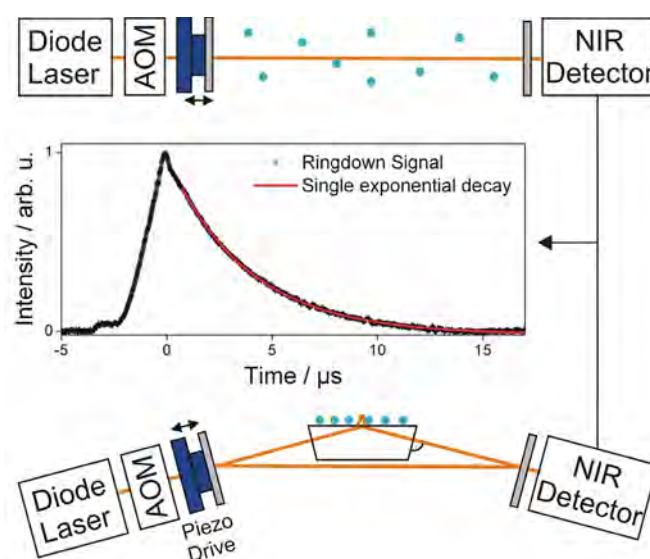 Diode
Laser
AOM
NIR
Detector
Intensity / arb. u.
1
0
Ringdown Signal
Single exponential decay
-5
0
5
10
15
Time / µs
Diode
Laser
AOM
Piezo
Drive
NIR
Detector